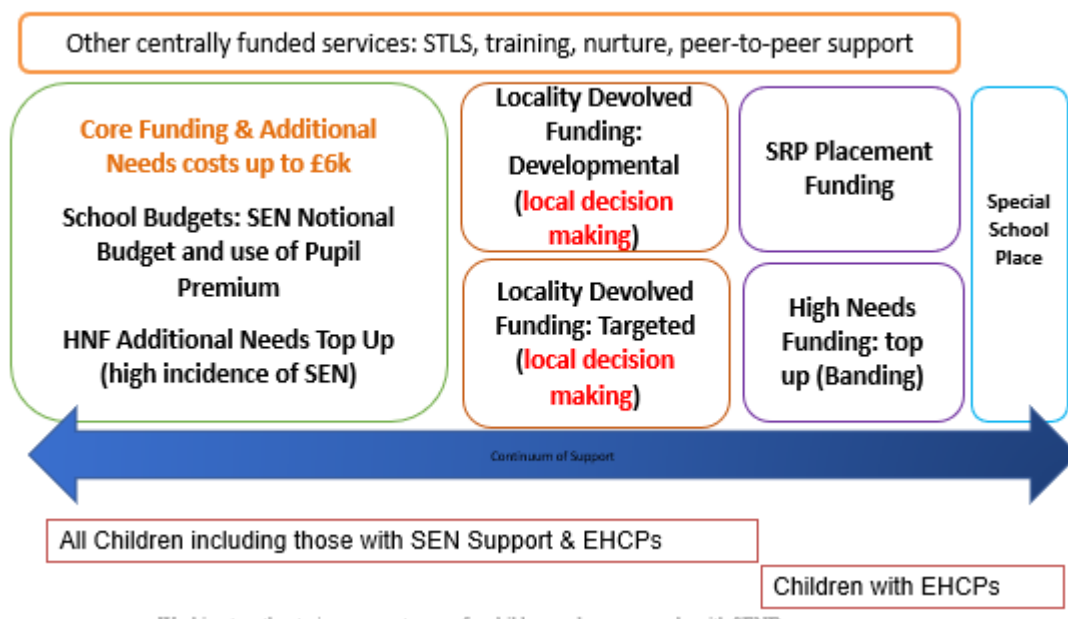 Other centrally funded services: STLS, training, nurture, peer-to-peer support
Core Funding & Additional
Needs costs up to £6k
School Budgets: SEN Notional
Budget and use of Pupil
Premium
HNF Additional Needs Top Up
(high incidence of SEN)
Locality Devolved
Funding:
Developmental
(local decision
making)
Locality Devolved
Funding: Targeted
(local decision
making)
SRP Placement
Funding
High Needs
Funding: top
up (Banding)
Special
School
Place
Continuum of Support
All Children including those with SEN Support & EHCPs
Children with EHCPs